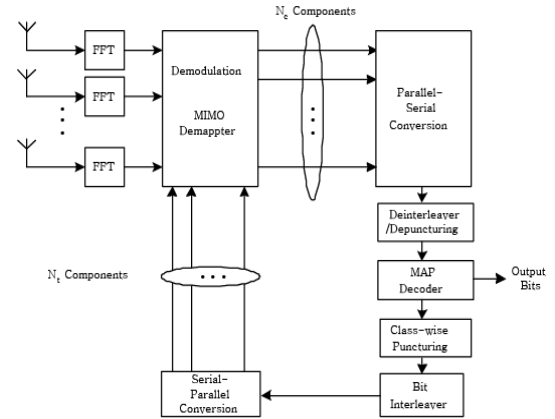 N_c Components
FFT
Demodulation
FFT
MIMO
Demappter
Parallel-
Serial
Conversion
FFT
Deinterleaver
/Depuncturing
N_t Components
MAP
Decoder
Output
Bits
Class-wise
Puncturing
Serial-
Parallel
Conversion
Bit
Interleaver